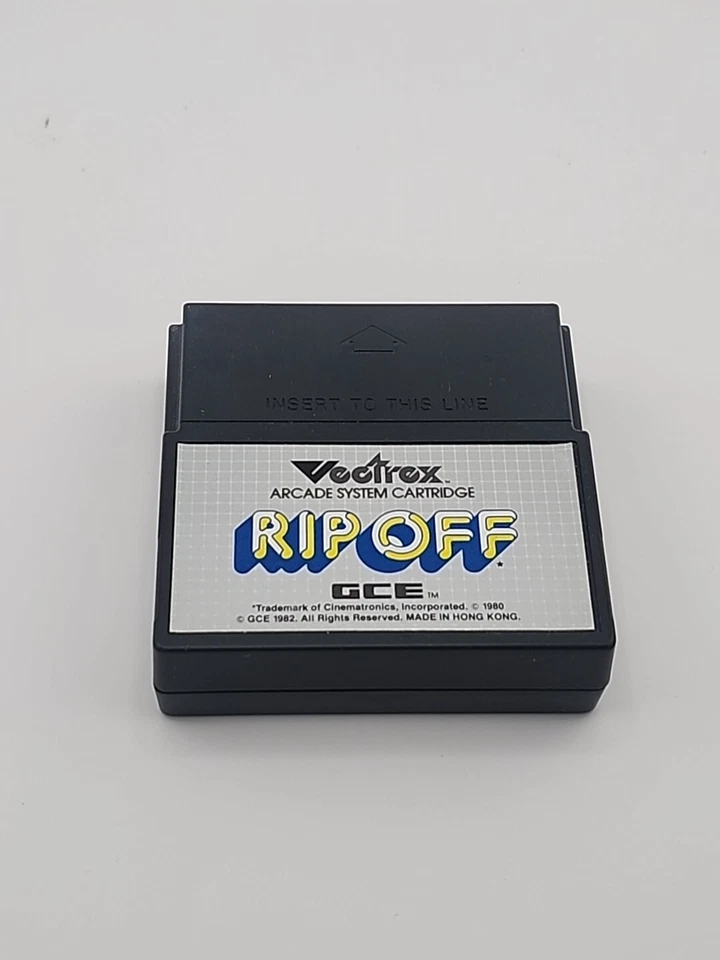 INSERT TO THIS LINE
Vectrex™
ARCADE SYSTEM CARTRIDGE
RIP OFF*
GCE™
*Trademark of Cinematronics, Incorporated. © 1980
© GCE 1982. All Rights Reserved. MADE IN HONG KONG.